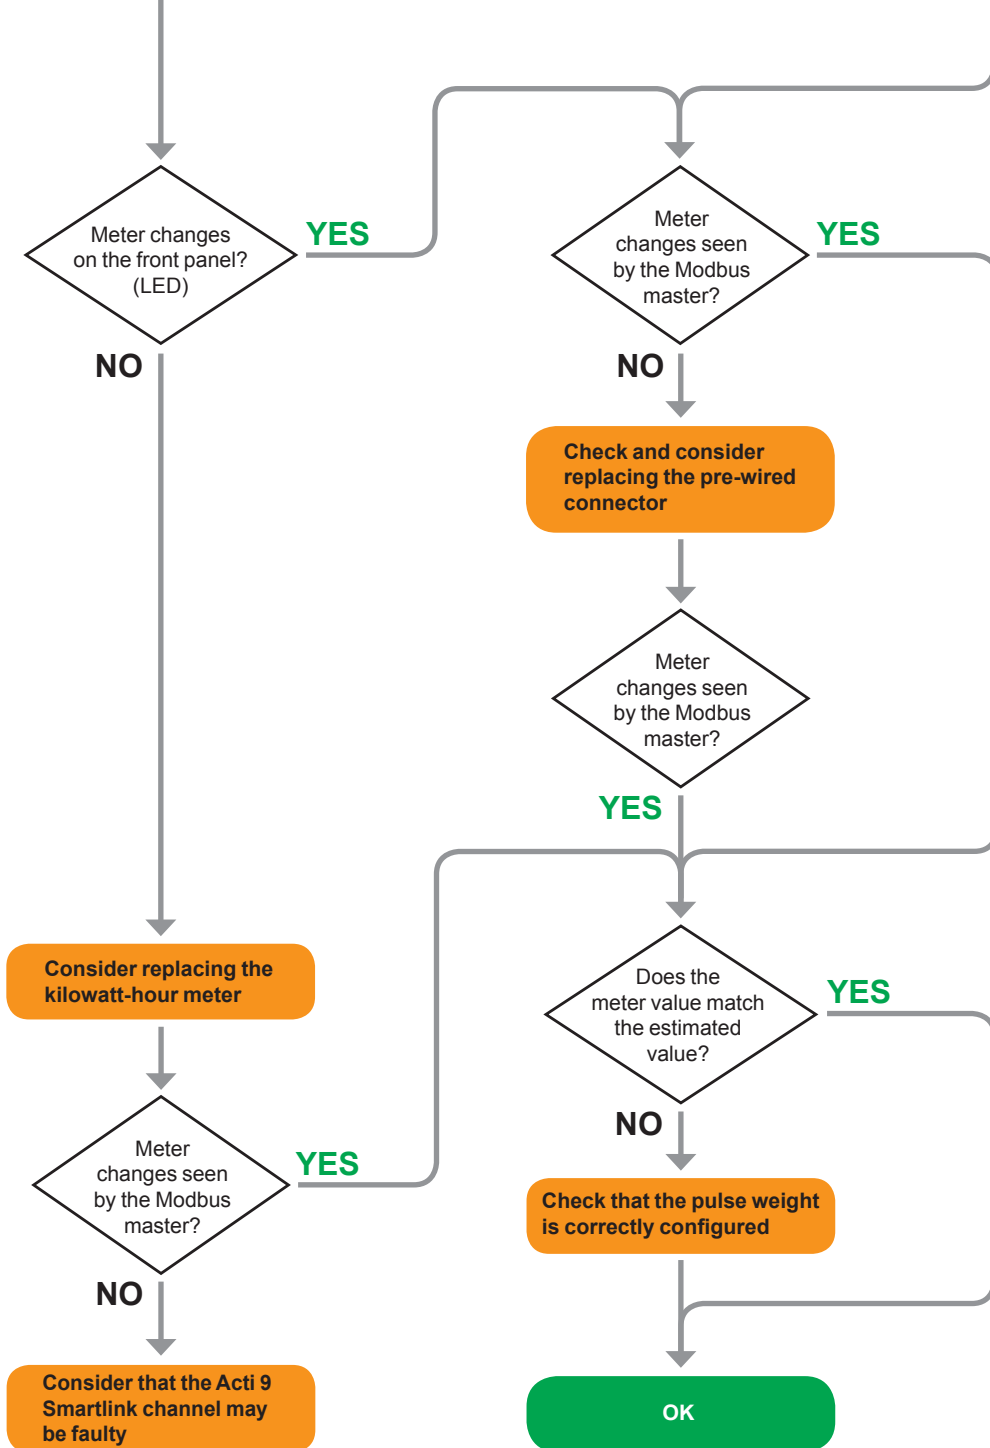 Meter changes
on the front panel?
(LED)
YES
NO
Meter
changes seen
by the Modbus
master?
YES
NO
Check and consider
replacing the pre-wired
connector
Meter
changes seen
by the Modbus
master?
YES
Consider replacing the
kilowatt-hour meter
Does the
meter value match
the estimated
value?
YES
NO
Meter
changes seen
by the Modbus
master?
YES
NO
Check that the pulse weight
is correctly configured
Consider that the Acti 9
Smartlink channel may
be faulty
OK